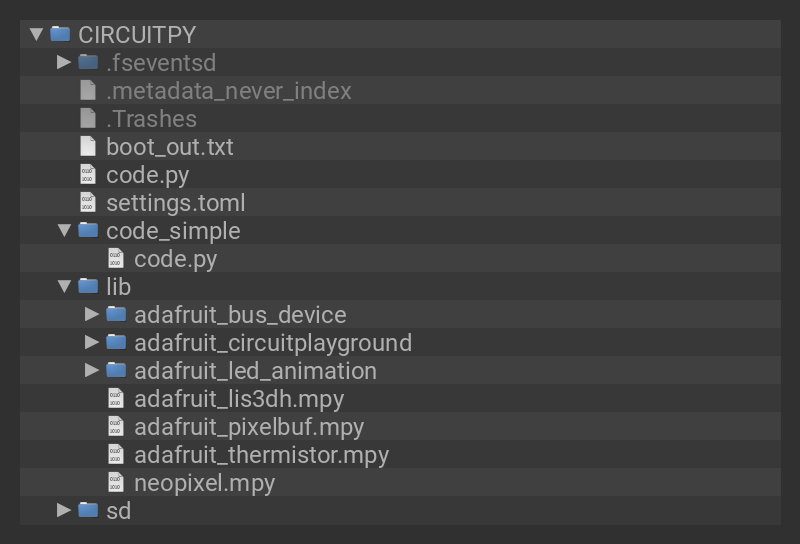 CIRCUITPY
.fseventsd
.metadata_never_index
.Trashes
boot_out.txt
code.py
settings.toml
code_simple
code.py
lib
adafruit_bus_device
adafruit_circuitplayground
adafruit_led_animation
adafruit_lis3dh.mpy
adafruit_pixelbuf.mpy
adafruit_thermistor.mpy
neopixel.mpy
sd